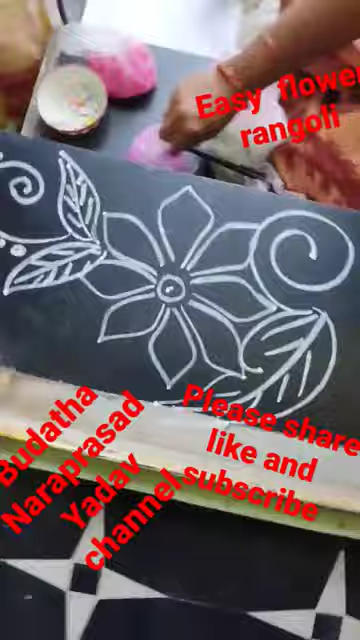 Easy flower
rangoli
Budatha
Naraprasad
Yadav
channel
Please share
like and
subscribe